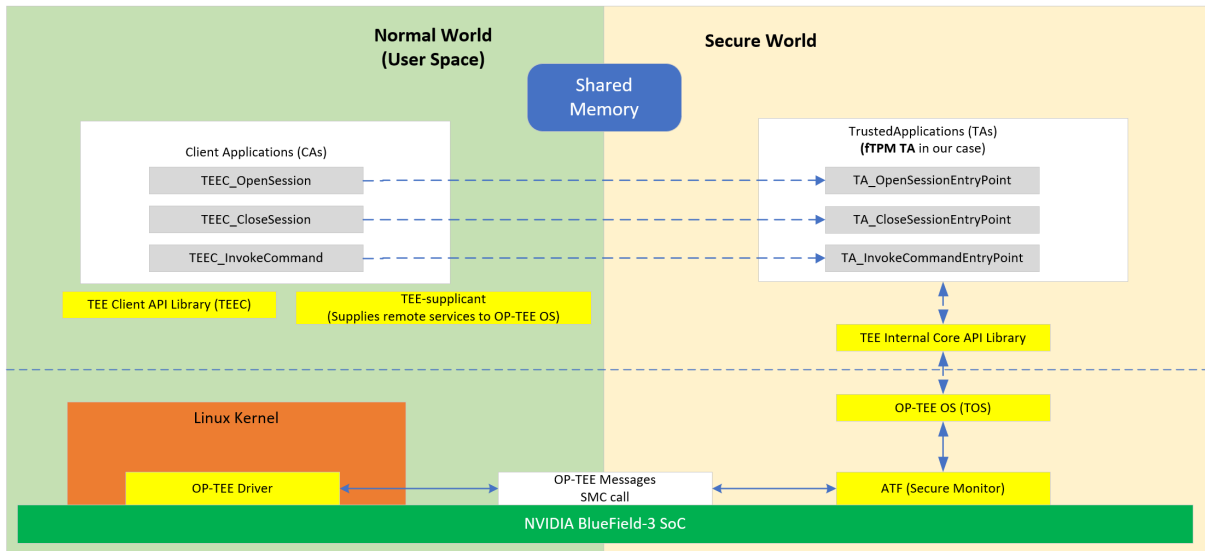 Normal World
(User Space)
Secure World
Shared
Memory
Client Applications (CAs)
TEEC_OpenSession
TEEC_CloseSession
TEEC_InvokeCommand
TrustedApplications (TAs)
(fTPM TA in our case)
TA_OpenSessionEntryPoint
TA_CloseSessionEntryPoint
TA_InvokeCommandEntryPoint
TEE Client API Library (TEEC)
TEE-supplicant
(Supplies remote services to OP-TEE OS)
TEE Internal Core API Library
OP-TEE OS (TOS)
Linux Kernel
OP-TEE Driver
OP-TEE Messages
SMC call
ATF (Secure Monitor)
NVIDIA BlueField-3 SoC